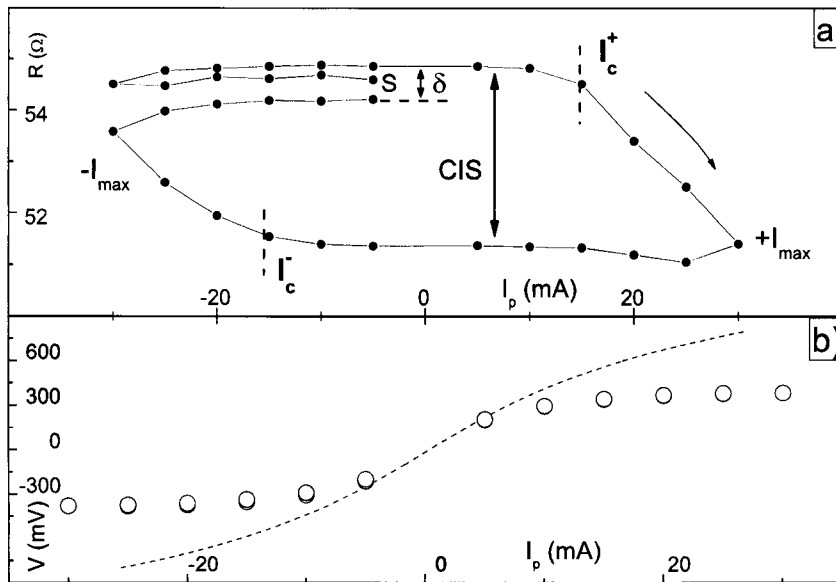 a
R (Ω)
54
52
S
δ
CIS
I_c^+
I_c^-
-I_max
+I_max
-20
0
I_p (mA)
20
b)
V (mV)
600
300
0
-300
-20
0
I_p (mA)
20